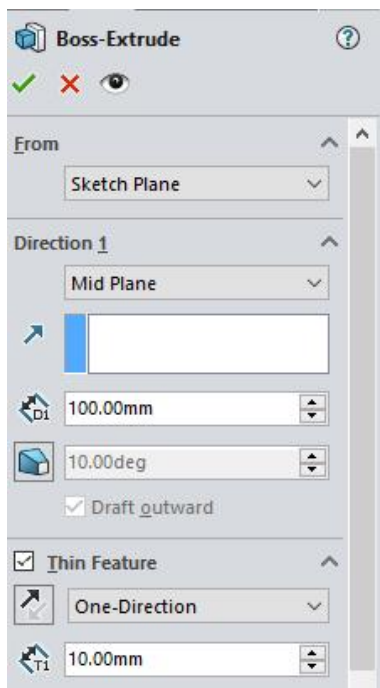 Boss-Extrude ?
From
Sketch Plane
Direction 1
Mid Plane
D1 100.00mm
10.00deg
Draft outward
Thin Feature
One-Direction
T1 10.00mm